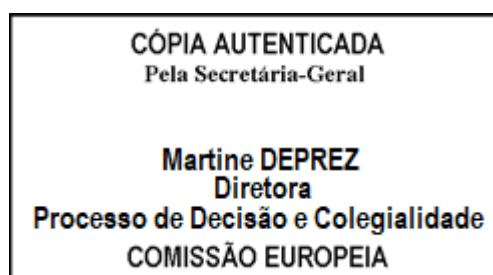 CÓPIA AUTENTICADA
Pela Secretária-Geral
Martine DEPREZ
Diretora
Processo de Decisão e Colegialidade
COMISSÃO EUROPEIA